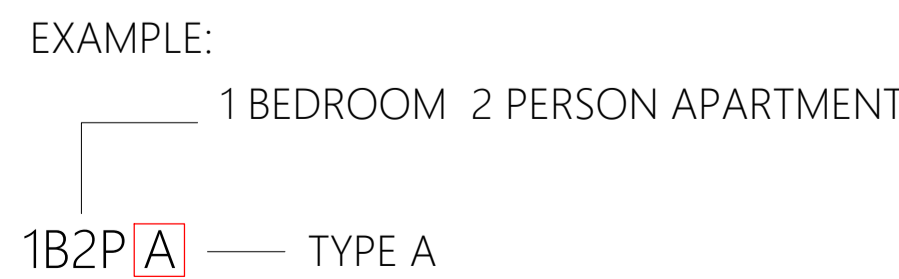 EXAMPLE:
1 BEDROOM 2 PERSON APARTMENT
1B2P A TYPE A